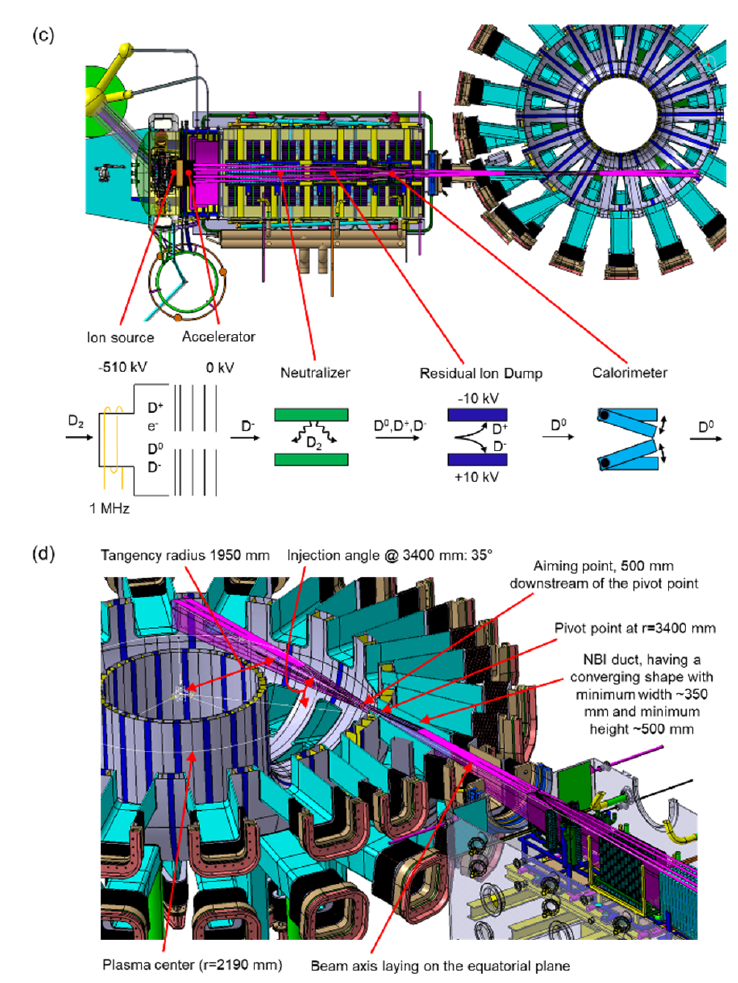 (c)
Ion source
Accelerator
-510 kV
0 kV
Neutralizer
Residual Ion Dump
Calorimeter
-10 kV
D₂
D⁺
e⁻
D⁰
D⁻
D⁻
D₂
D⁰,D⁺,D⁻
D⁺
D⁻
D⁰
D⁰
+10 kV
1 MHz
(d)
Tangency radius 1950 mm
Injection angle @ 3400 mm: 35°
Aiming point, 500 mm
downstream of the pivot point
Pivot point at r=3400 mm
NBI duct, having a
converging shape with
minimum width ~350
mm and minimum
height ~500 mm
Plasma center (r=2190 mm)
Beam axis laying on the equatorial plane